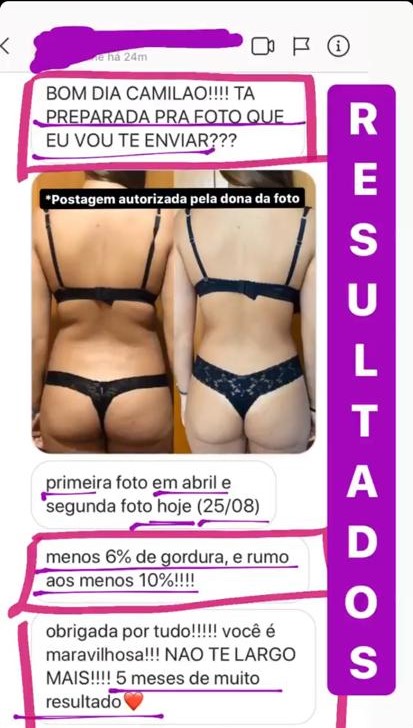 há 24m
BOM DIA CAMILAO!!!! TA
PREPARADA PRA FOTO QUE
EU VOU TE ENVIAR???
*Postagem autorizada pela dona da foto
primeira foto em abril e
segunda foto hoje (25/08)
menos 6% de gordura, e rumo
aos menos 10%!!!!
obrigada por tudo!!!!! você é
maravilhosa!!! NAO TE LARGO
MAIS!!!! 5 meses de muito
resultado❤️
RESULTADOS